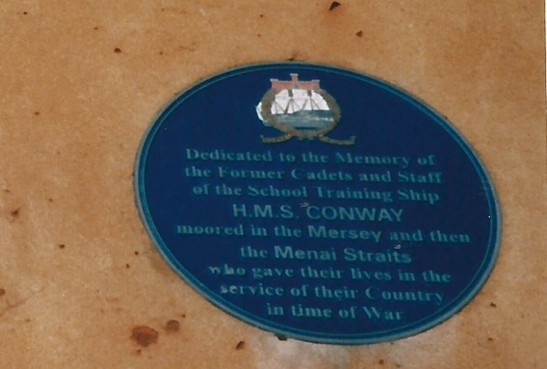 Dedicated to the Memory of
the Former Cadets and Staff
of the School Training Ship
H.M.S. CONWAY
moored in the Mersey and then
the Menai Straits
who gave their lives in the
service of their Country
in time of War